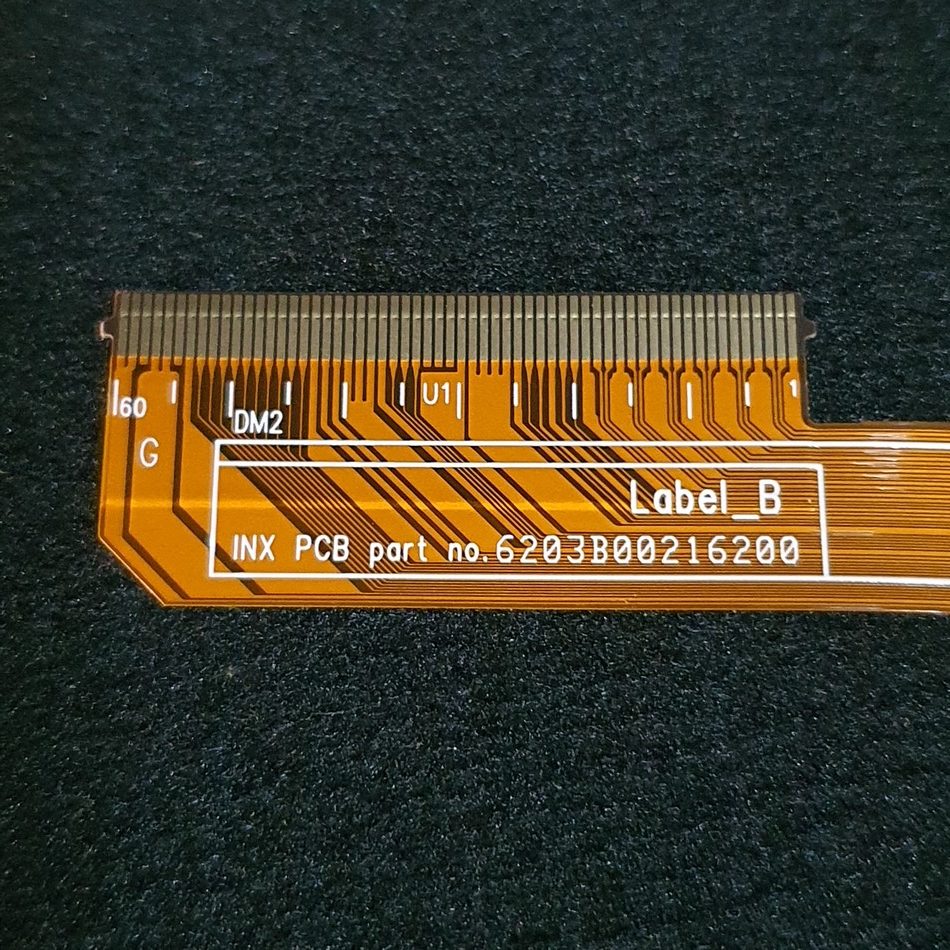 60 U1 1
DM2
G
Label_B
INX PCB part no.6203B00216200